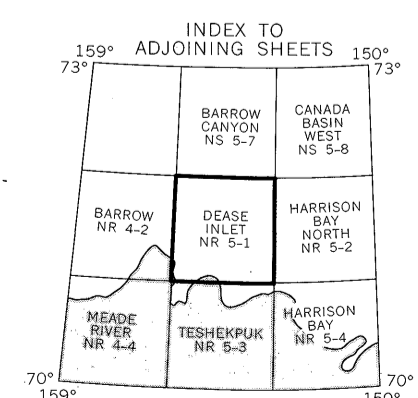 INDEX TO
ADJOINING SHEETS
159°
150°
73°
73°
BARROW
CANYON
NS 5-7
CANADA
BASIN
WEST
NS 5-8
BARROW
NR 4-2
DEASE
INLET
NR 5-1
HARRISON
BAY
NORTH
NR 5-2
MEADE
RIVER
NR 4-4
TESHEKPUK
NR 5-3
HARRISON
BAY
NR 5-4
70°
70°
159°
150°